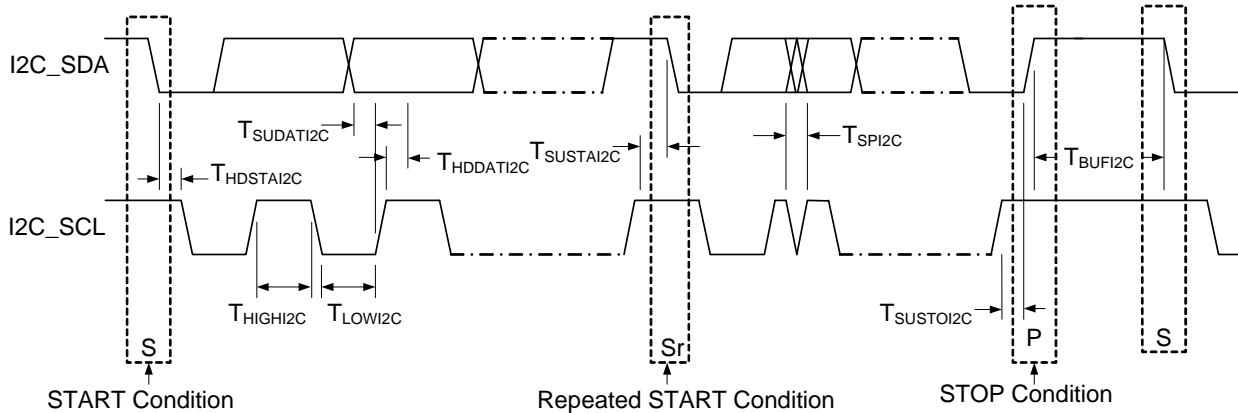 I2C_SDA
TSUDATI2C
THDDATI2C
TSUSTAI2C
TSPI2C
TBUFI2C
THDSTAI2C
I2C_SCL
THIGHI2C
TLOWI2C
TSUSTOI2C
S
Sr
P
S
START Condition
Repeated START Condition
STOP Condition